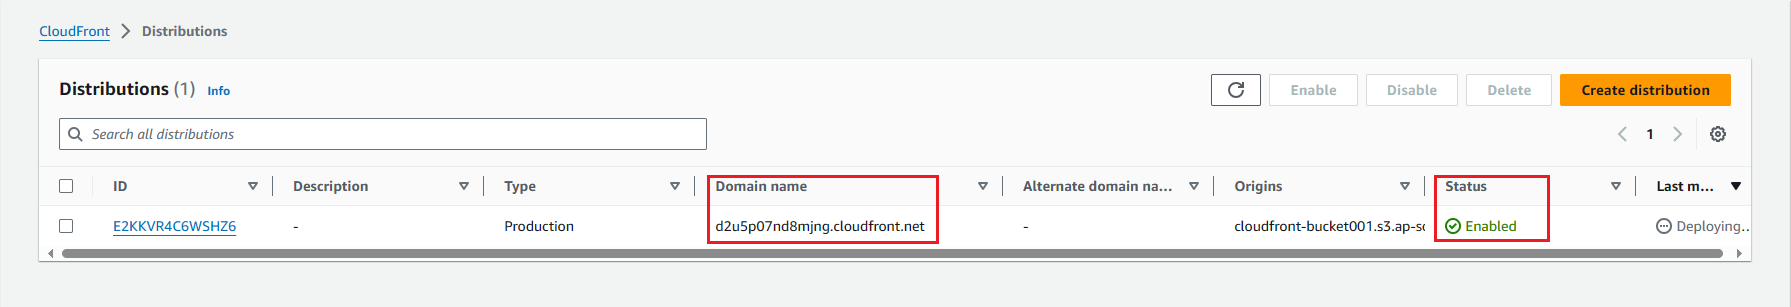 CloudFront > Distributions
Distributions (1) Info
Enable Disable Delete Create distribution
Search all distributions
1
ID Description Type Domain name Alternate domain na... Origins Status Last m...
E2KKVR4C6WSHZ6 - Production d2u5p07nd8mjng.cloudfront.net - cloudfront-bucket001.s3.ap-sc Enabled Deploying..